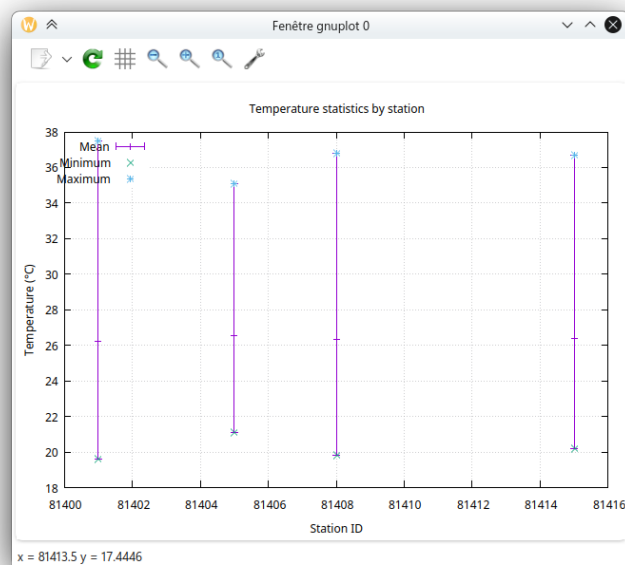 Fenêtre gnuplot 0
Temperature statistics by station
38
36
34
32
30
28
26
24
22
20
18
Temperature (°C)
Mean
Minimum
Maximum
81400 81402 81404 81406 81408 81410 81412 81414 81416
Station ID
x = 81413.5 y = 17.4446